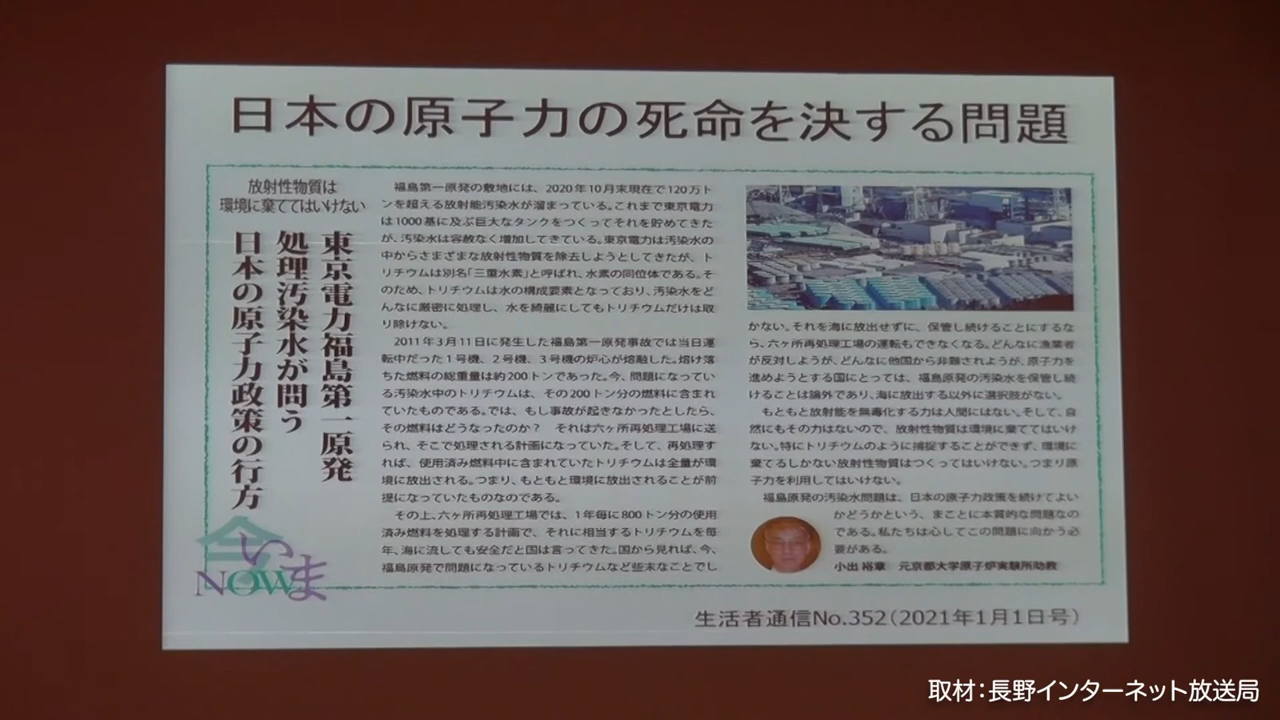 日本の原子力の死命を決する問題
放射性物質は
環境に棄ててはいけない
東京電力福島第一原発
処理汚染水が問う
日本の原子力政策の行方
福島第一原発の敷地には、2020年10月末現在で120万ト
ンを超える放射能汚染水が溜まっている。これまで東京電力
は1000基に及ぶ巨大なタンクをつくってそれを貯めてきた
が、汚染水は容赦なく増加してきている。東京電力は汚染水の
中からさまざまな放射性物質を除去しようとしてきたが、ト
リチウムは別名「三重水素」と呼ばれ、水素の同位体である。そ
のため、トリチウムは水の構成要素となっており、汚染水をど
んなに厳密に処理し、水を綺麗にしてもトリチウムだけは取
り除けない。
2011年3月11日に発生した福島第一原発事故では当日運
転中だった1号機、2号機、3号機の炉心が熔融した。熔け落
ちた燃料の総重量は約200トンであった。今、問題になってい
る汚染水中のトリチウムは、その200トン分の燃料に含まれ
ていたものである。では、もし事故が起きなかったとしたら、
その燃料はどうなったのか? それは六ヶ所再処理工場に送
られ、そこで処理される計画になっていた。そして、再処理す
れば、使用済み燃料中に含まれていたトリチウムは全量が環
境に放出される。つまり、もともと環境に放出されることが前
提になっていたものなのである。
その上、六ヶ所再処理工場では、1年毎に800トン分の使用
済み燃料を処理する計画で、それに相当するトリチウムを毎
年、海に流しても安全だと国は言ってきた。国から見れば、今、
福島原発で問題になっているトリチウムなど些末なことでし
かない。それを海に放出せずに、保管し続けることにするな
ら、六ヶ所再処理工場の運転もできなくなる。どんなに漁業者
が反対しようが、どんなに他国から非難されようが、原子力を
進めようとする国にとっては、福島原発の汚染水を保管し続
けることは論外であり、海に放出する以外に選択肢がない。
もともと放射能を無毒化する力は人間にはない。そして、自
然にもその力はないので、放射性物質は環境に棄ててはいけ
ない。特にトリチウムのように捕捉することができず、環境に
棄てるしかない放射性物質はつくってはいけない。つまり原
子力を利用してはいけない。
福島原発の汚染水問題は、日本の原子力政策を続けてよい
かどうかという、まことに本質的な問題なの
である。私たちは心してこの問題に向かう必
要がある。
小出 裕章 元京都大学原子炉実験所助教
今 いま
NOW
生活者通信No.352(2021年1月1日号)
取材:長野インターネット放送局